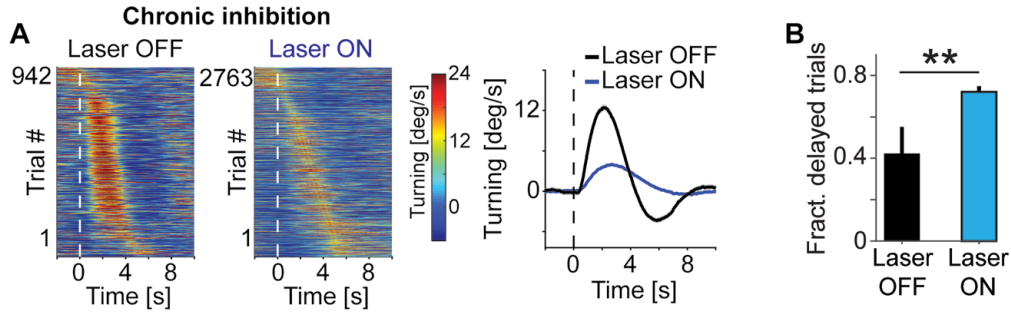 Chronic inhibition
A
Laser OFF
Laser ON
942
1
Trial #
0 4 8
Time [s]
2763
1
Trial #
0 4 8
Time [s]
24
12
0
Turning [deg/s]
Laser OFF
Laser ON
12
0
Turning [deg/s]
0 4 8
Time [s]
B
**
0.8
0.4
0
Fract. delayed trials
Laser OFF
Laser ON